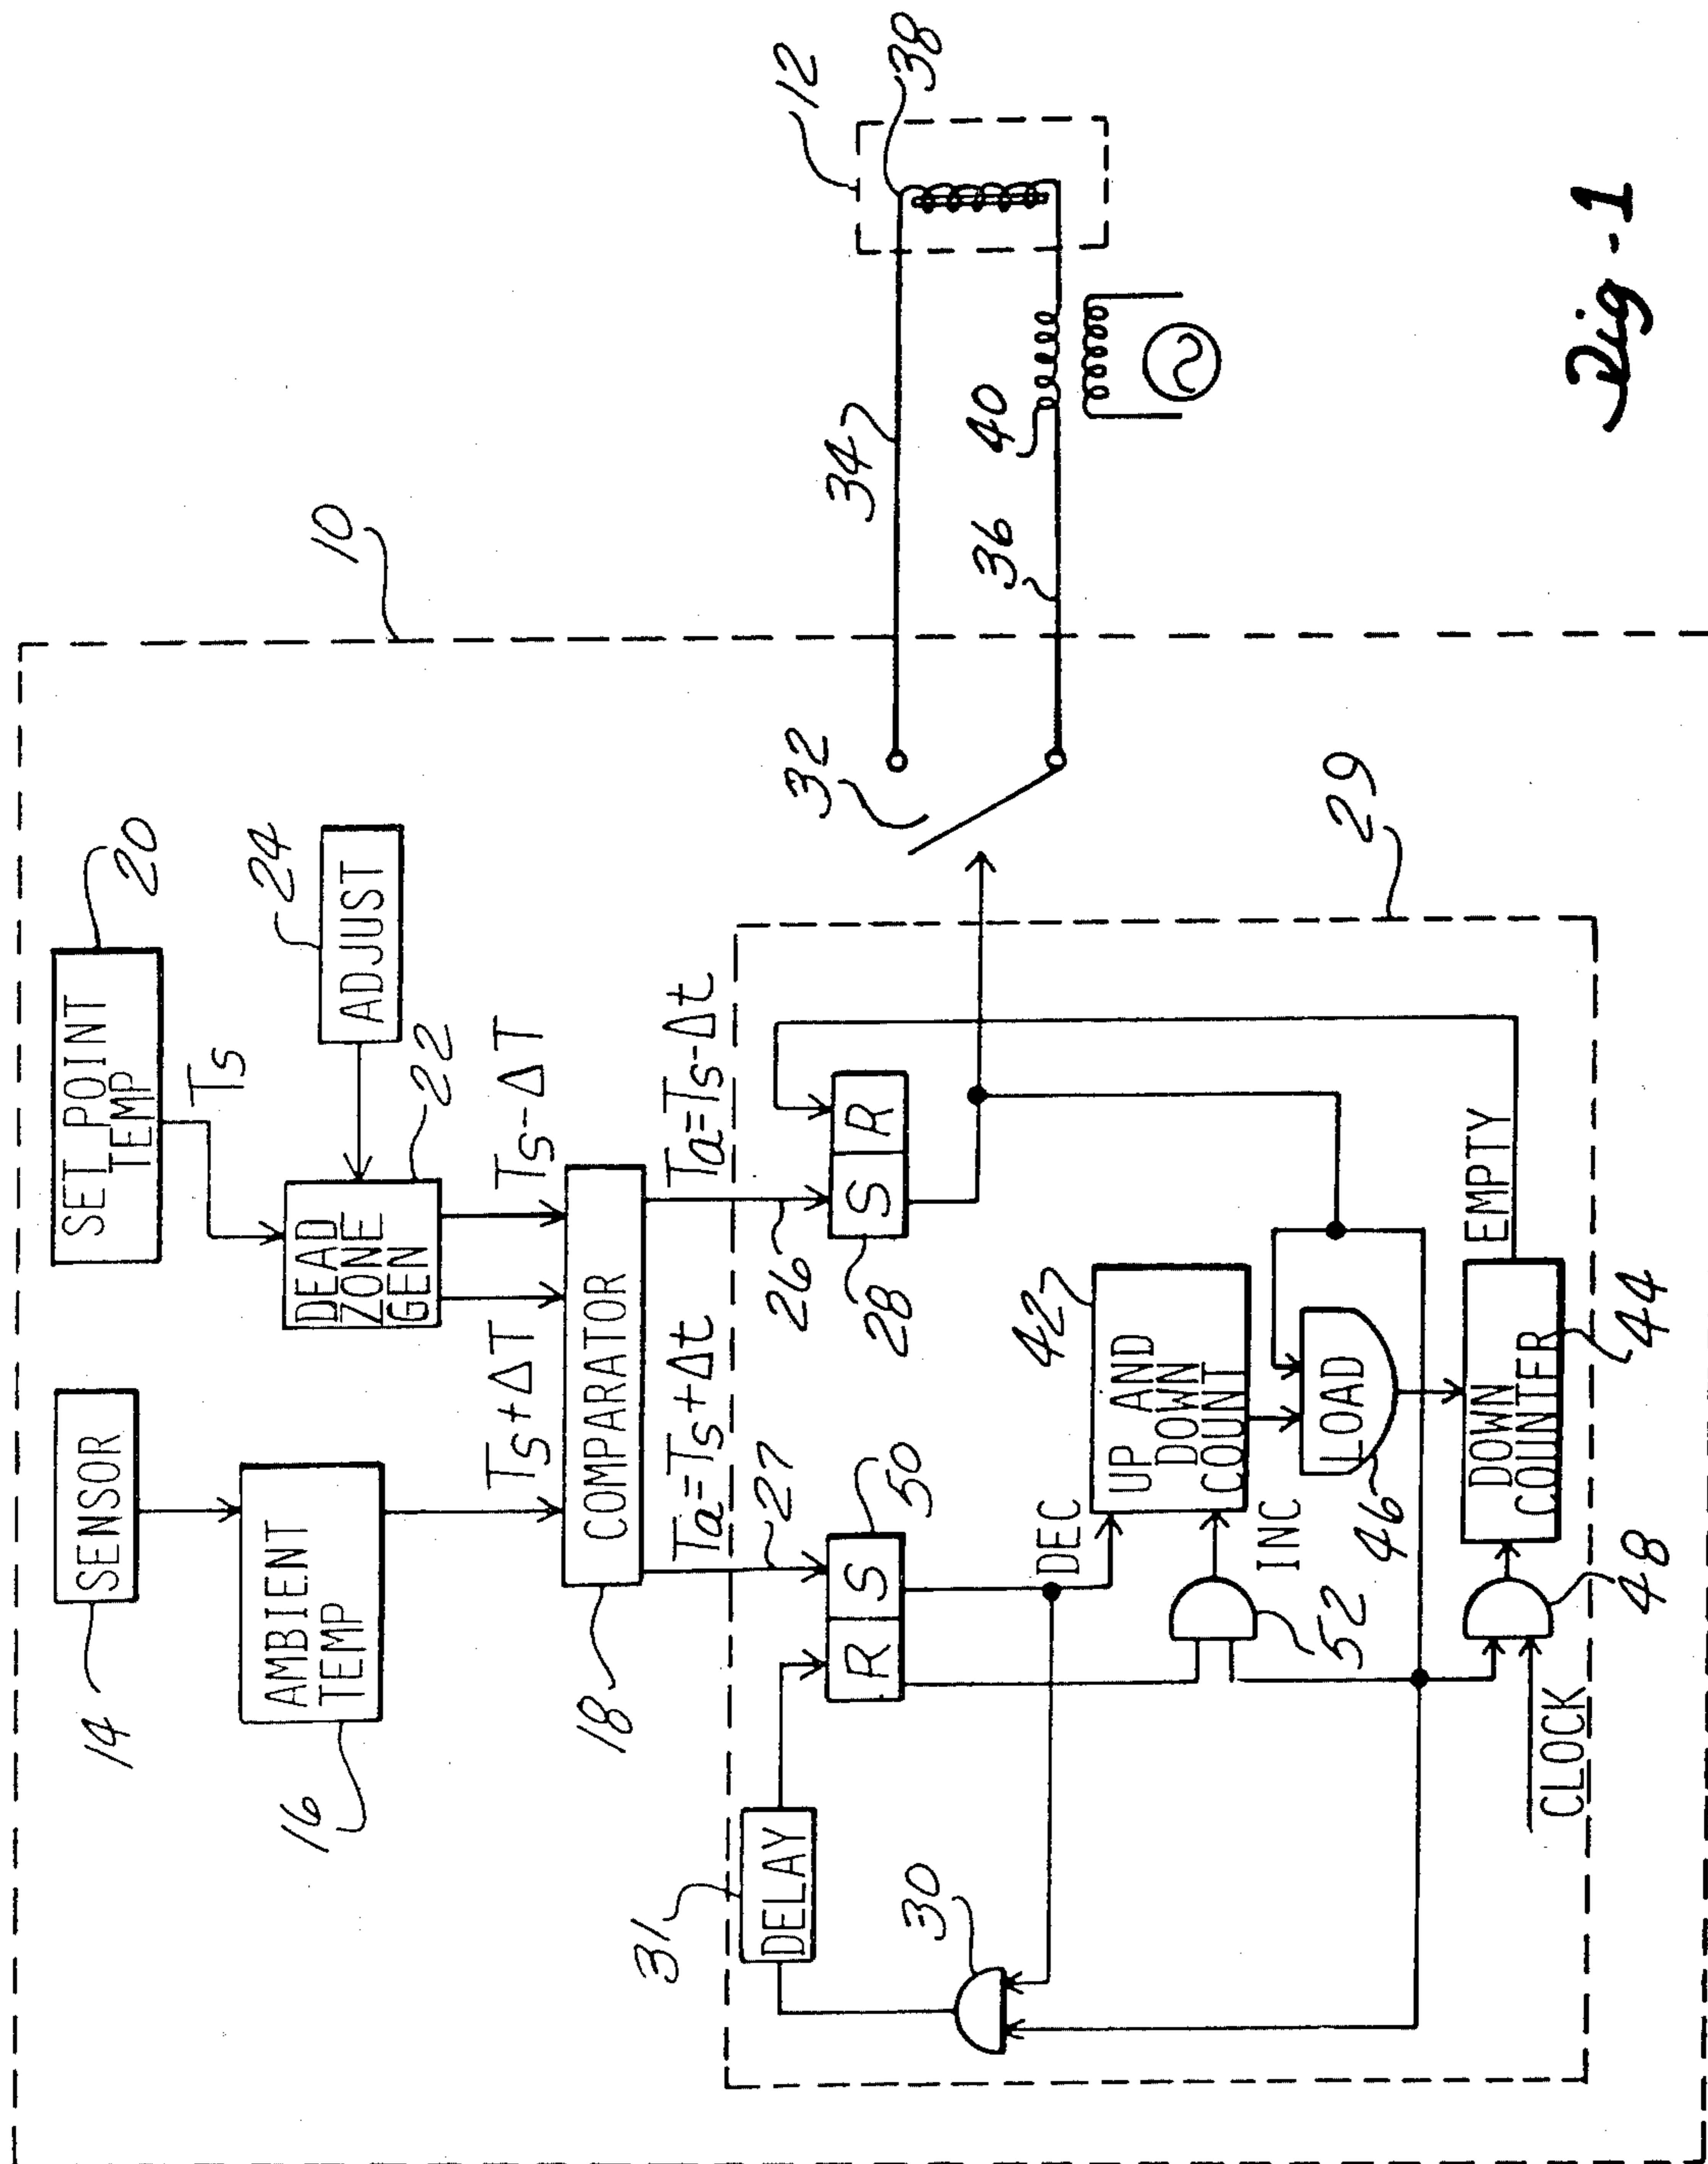 10
12
38
34
40
36
32
SENSOR
14
SET POINT
TEMP
20
Ts
24
ADJUST
AMBIENT
TEMP
16
DEAD
ZONE
GEN
22
Ts+ΔT
Ts-ΔT
COMPARATOR
18
Ta=Ts+Δt
Ta=Ts-Δt
27
26
31
DELAY
R S
50
S R
28
29
30
DEC
UP AND
DOWN
COUNT
42
INC
52
LOAD
46
EMPTY
CLOCK
48
DOWN
COUNTER
44
Fig-1